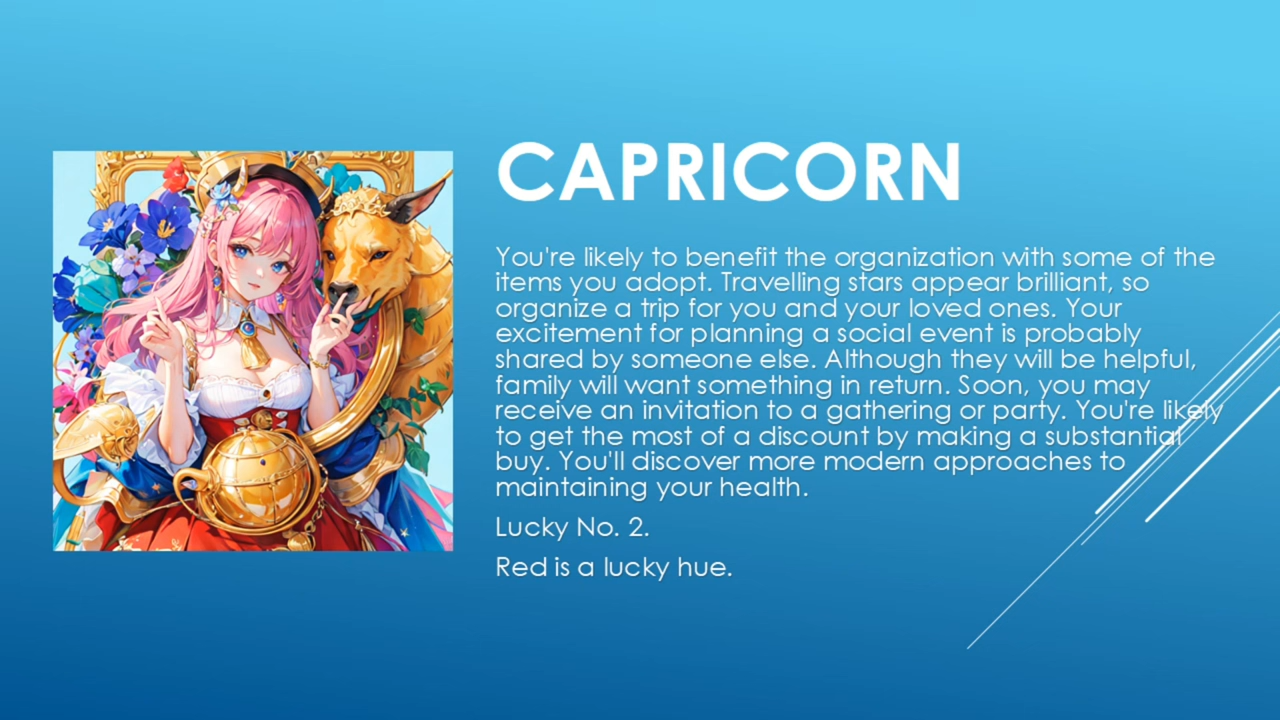 CAPRICORN
You're likely to benefit the organization with some of the
items you adopt. Travelling stars appear brilliant, so
organize a trip for you and your loved ones. Your
excitement for planning a social event is probably
shared by someone else. Although they will be helpful,
family will want something in return. Soon, you may
receive an invitation to a gathering or party. You're likely
to get the most of a discount by making a substantial
buy. You'll discover more modern approaches to
maintaining your health.
Lucky No. 2.
Red is a lucky hue.